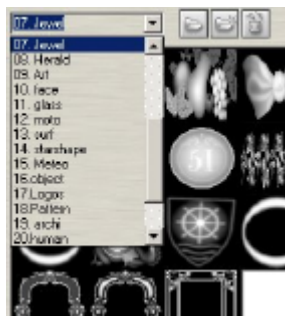 07. Jewel
07. Jewel
08. Herald
09. Art
10. face
11. glass
12. moto
13. surf
14. starshape
15. Meteo
16.object
17.Logos
18.Pattern
19. archi
20.human
51